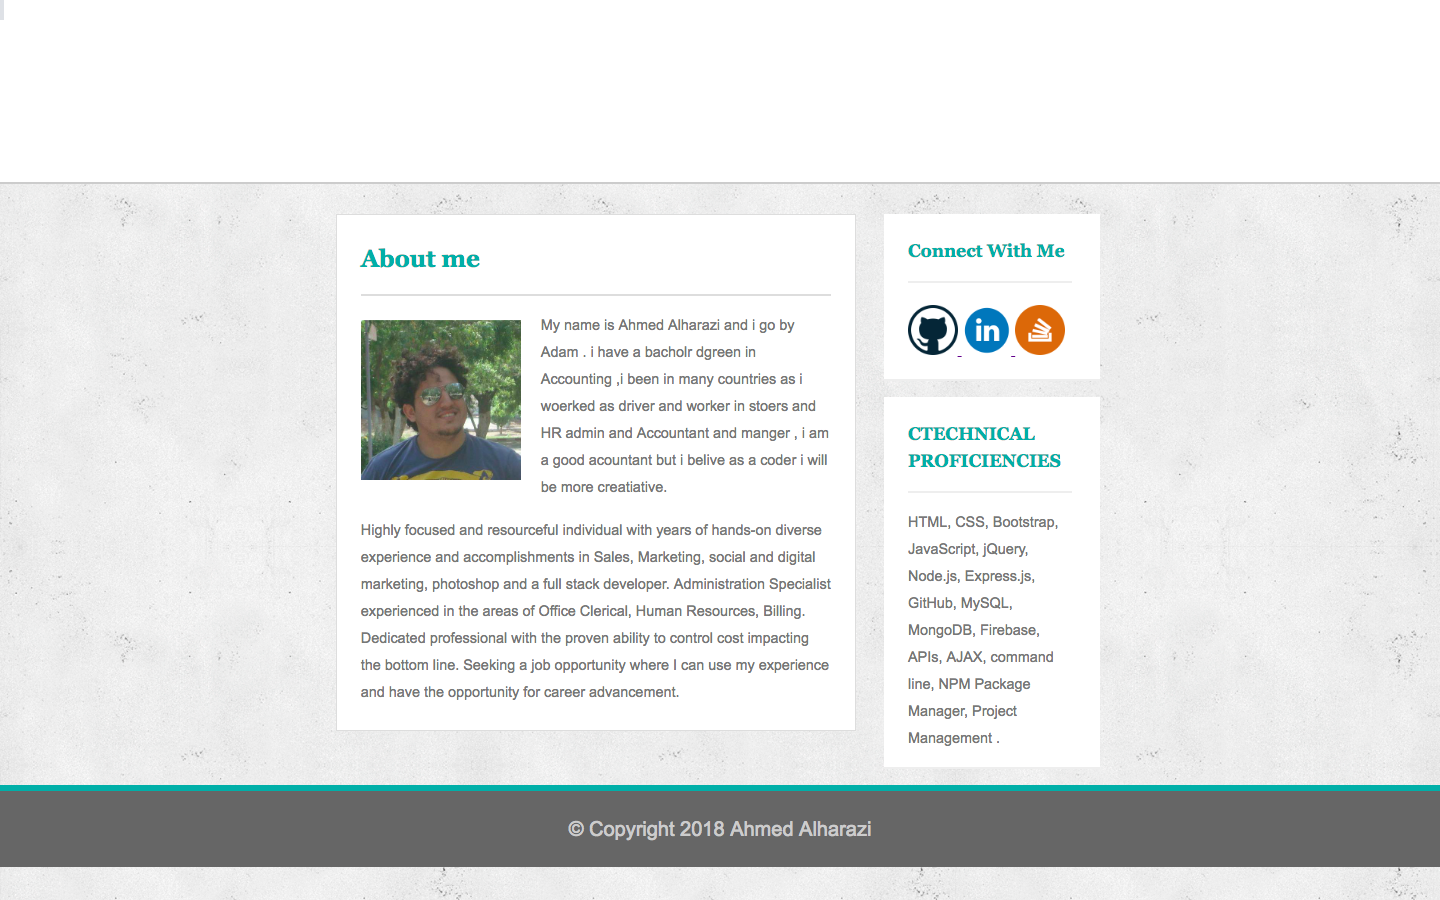 About me
My name is Ahmed Alharazi and i go by
Adam . i have a bacholr dgreen in
Accounting ,i been in many countries as i
woerked as driver and worker in stoers and
HR admin and Accountant and manger , i am
a good acountant but i belive as a coder i will
be more creatiative.
Highly focused and resourceful individual with years of hands-on diverse
experience and accomplishments in Sales, Marketing, social and digital
marketing, photoshop and a full stack developer. Administration Specialist
experienced in the areas of Office Clerical, Human Resources, Billing.
Dedicated professional with the proven ability to control cost impacting
the bottom line. Seeking a job opportunity where I can use my experience
and have the opportunity for career advancement.
Connect With Me
in
CTECHNICAL
PROFICIENCIES
HTML, CSS, Bootstrap,
JavaScript, jQuery,
Node.js, Express.js,
GitHub, MySQL,
MongoDB, Firebase,
APIs, AJAX, command
line, NPM Package
Manager, Project
Management .
© Copyright 2018 Ahmed Alharazi